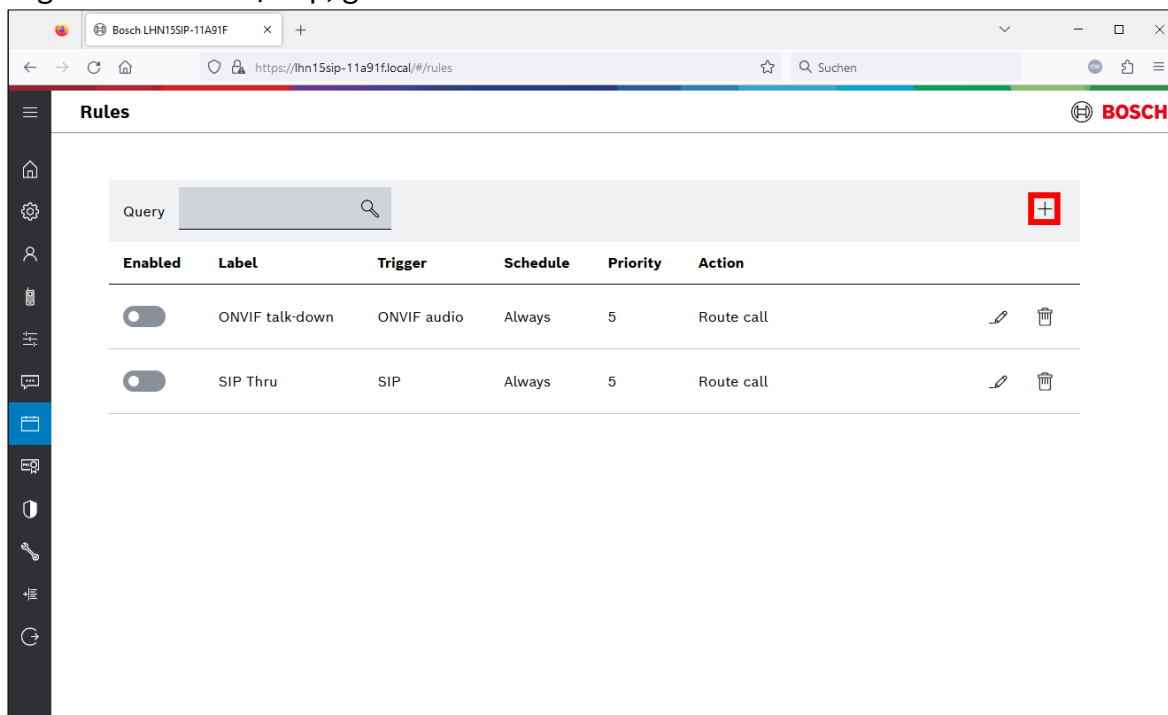 Bosch LHN15SIP-11A91F
https://lhn15sip-11a91f.local/#/rules
Suchen
Rules
BOSCH
Query
Enabled Label Trigger Schedule Priority Action
ONVIF talk-down ONVIF audio Always 5 Route call
SIP Thru SIP Always 5 Route call